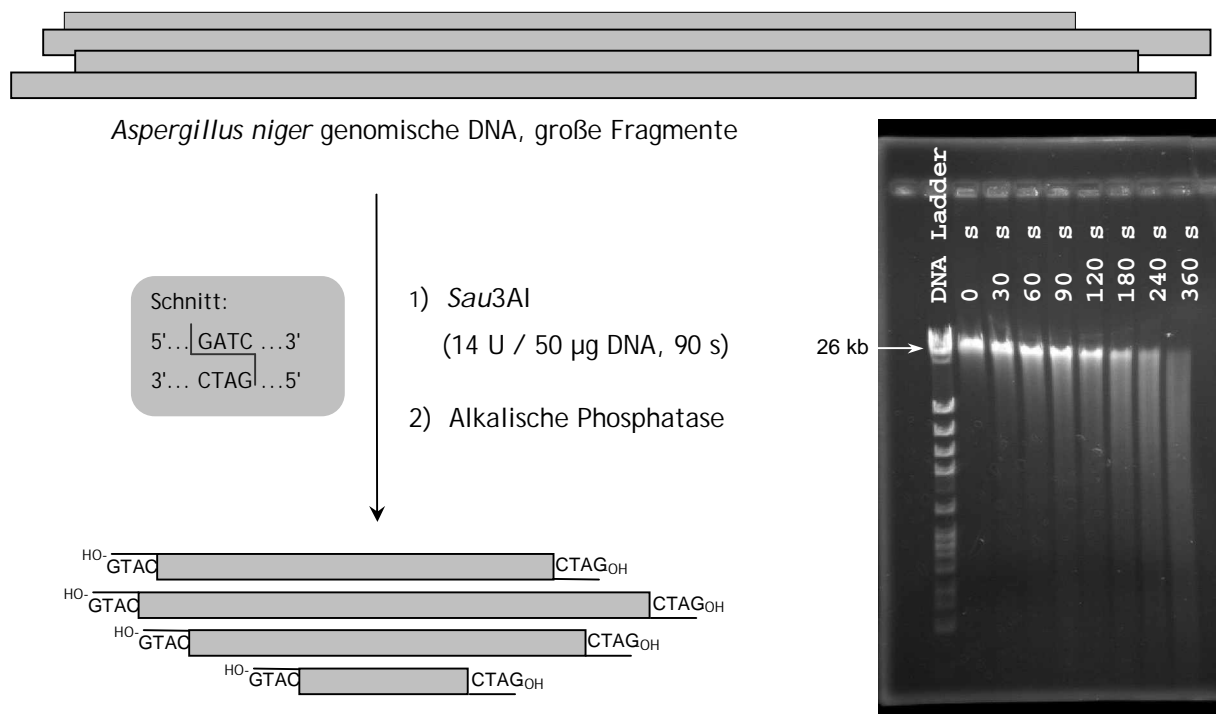 Aspergillus niger genomische DNA, große Fragmente
Schnitt:
5'... GATC ...3'
3'... CTAG ...5'
1) Sau3AI
(14 U / 50 µg DNA, 90 s)
2) Alkalische Phosphatase
HO-GTAC CTAGOH
HO-GTAC CTAGOH
HO-GTAC CTAGOH
HO-GTAC CTAGOH
DNA Ladder
0 s
30 s
60 s
90 s
120 s
180 s
240 s
360 s
26 kb